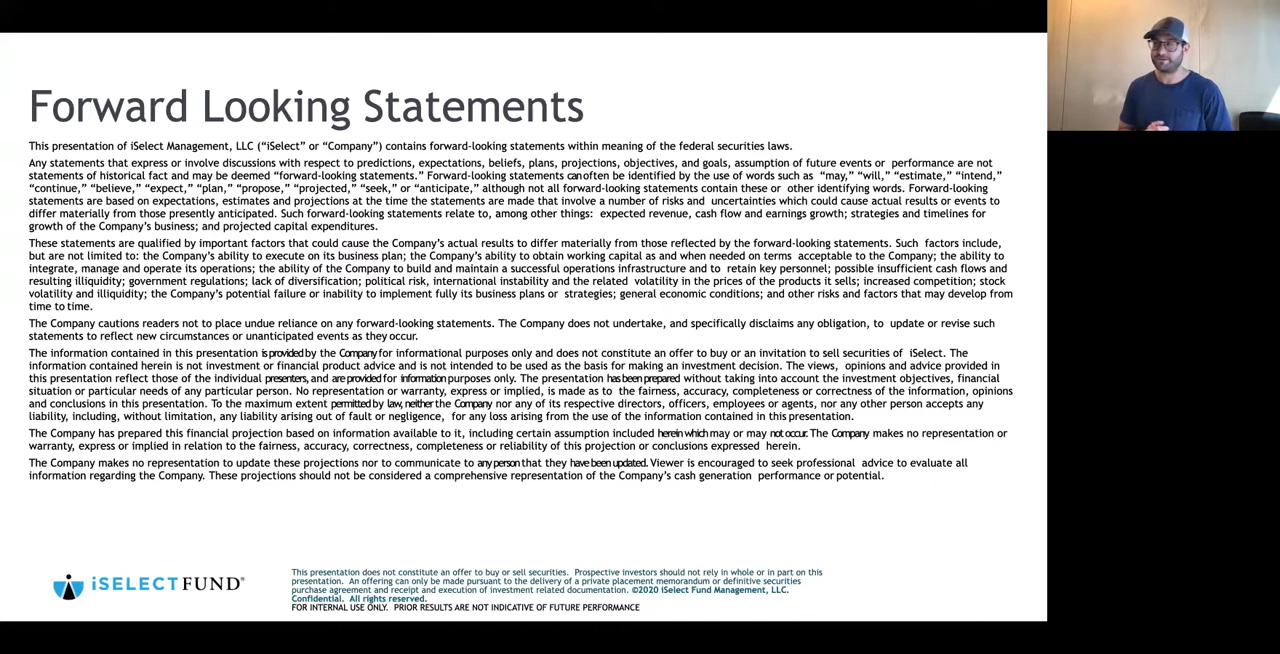 Forward Looking Statements
This presentation of iSelect Management, LLC (“iSelect” or “Company”) contains forward-looking statements within meaning of the federal securities laws.
Any statements that express or involve discussions with respect to predictions, expectations, beliefs, plans, projections, objectives, and goals, assumption of future events or performance are not
statements of historical fact and may be deemed “forward-looking statements.” Forward-looking statements can often be identified by the use of words such as “may,” “will,” “estimate,” “intend,”
“continue,” “believe,” “expect,” “plan,” “propose,” “projected,” “seek,” or “anticipate,” although not all forward-looking statements contain these or other identifying words. Forward-looking
statements are based on expectations, estimates and projections at the time the statements are made that involve a number of risks and uncertainties which could cause actual results or events to
differ materially from those presently anticipated. Such forward-looking statements relate to, among other things: expected revenue, cash flow and earnings growth; strategies and timelines for
growth of the Company’s business; and projected capital expenditures.
These statements are qualified by important factors that could cause the Company’s actual results to differ materially from those reflected by the forward-looking statements. Such factors include,
but are not limited to: the Company’s ability to execute on its business plan; the Company’s ability to obtain working capital as and when needed on terms acceptable to the Company; the ability to
integrate, manage and operate its operations; the ability of the Company to build and maintain a successful operations infrastructure and to retain key personnel; possible insufficient cash flows and
resulting illiquidity; government regulations; lack of diversification; political risk, international instability and the related volatility in the prices of the products it sells; increased competition; stock
volatility and illiquidity; the Company’s potential failure or inability to implement fully its business plans or strategies; general economic conditions; and other risks and factors that may develop from
time to time.
The Company cautions readers not to place undue reliance on any forward-looking statements. The Company does not undertake, and specifically disclaims any obligation, to update or revise such
statements to reflect new circumstances or unanticipated events as they occur.
The information contained in this presentation is provided by the Company for informational purposes only and does not constitute an offer to buy or an invitation to sell securities of iSelect. The
information contained herein is not investment or financial product advice and is not intended to be used as the basis for making an investment decision. The views, opinions and advice provided in
this presentation reflect those of the individual presenters, and are provided for information purposes only. The presentation has been prepared without taking into account the investment objectives, financial
situation or particular needs of any particular person. No representation or warranty, express or implied, is made as to the fairness, accuracy, completeness or correctness of the information, opinions
and conclusions in this presentation. To the maximum extent permitted by law, neither the Company nor any of its respective directors, officers, employees or agents, nor any other person accepts any
liability, including, without limitation, any liability arising out of fault or negligence, for any loss arising from the use of the information contained in this presentation.
The Company has prepared this financial projection based on information available to it, including certain assumption included herein which may or may not occur. The Company makes no representation or
warranty, express or implied in relation to the fairness, accuracy, correctness, completeness or reliability of this projection or conclusions expressed herein.
The Company makes no representation to update these projections nor to communicate to any person that they have been updated. Viewer is encouraged to seek professional advice to evaluate all
information regarding the Company. These projections should not be considered a comprehensive representation of the Company’s cash generation performance or potential.
iSELECTFUND®
This presentation does not constitute an offer to buy or sell securities. Prospective investors should not rely in whole or in part on this
presentation. An offering can only be made pursuant to the delivery of a private placement memorandum or definitive securities
purchase agreement and receipt and execution of investment related documentation. ©2020 iSelect Fund Management, LLC.
Confidential. All rights reserved.
FOR INTERNAL USE ONLY. PRIOR RESULTS ARE NOT INDICATIVE OF FUTURE PERFORMANCE